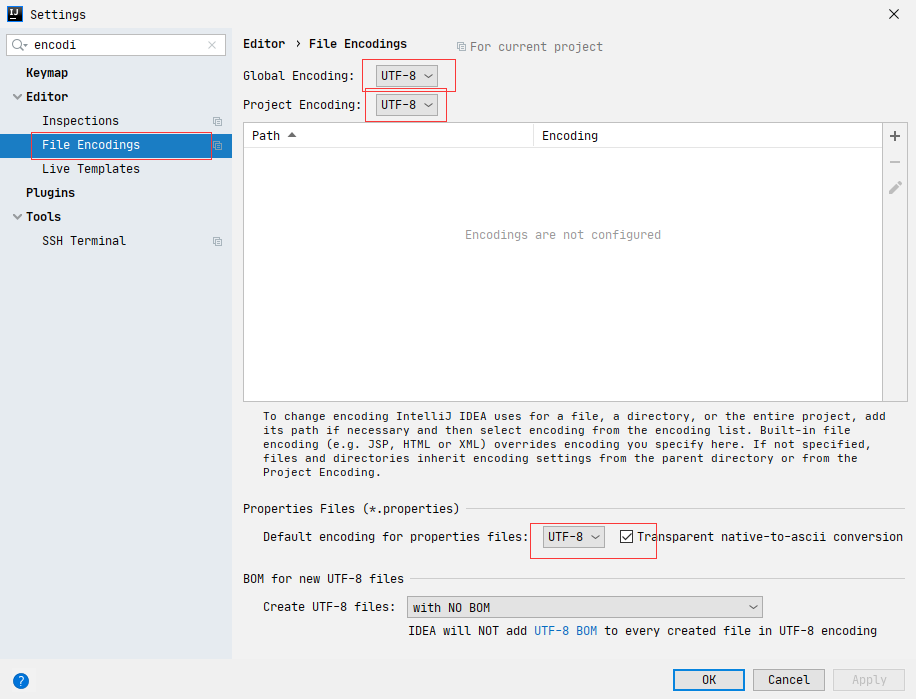 Settings
encodi
Keymap
Editor
Inspections
File Encodings
Live Templates
Plugins
Tools
SSH Terminal
Editor › File Encodings
For current project
Global Encoding: UTF-8
Project Encoding: UTF-8
Path Encoding
Encodings are not configured
To change encoding IntelliJ IDEA uses for a file, a directory, or the entire project, add
its path if necessary and then select encoding from the encoding list. Built-in file
encoding (e.g. JSP, HTML or XML) overrides encoding you specify here. If not specified,
files and directories inherit encoding settings from the parent directory or from the
Project Encoding.
Properties Files (*.properties)
Default encoding for properties files: UTF-8 Transparent native-to-ascii conversion
BOM for new UTF-8 files
Create UTF-8 files: with NO BOM
IDEA will NOT add UTF-8 BOM to every created file in UTF-8 encoding
? OK Cancel Apply